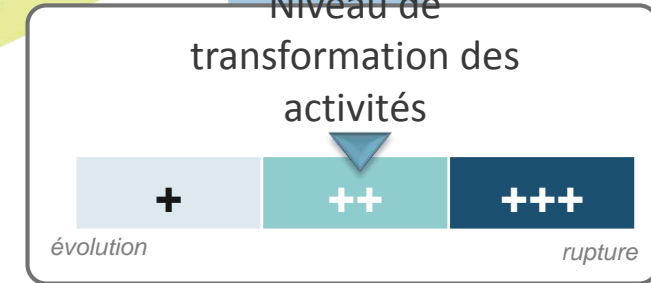 Niveau de
transformation des
activités
+ ++ +++
évolution rupture